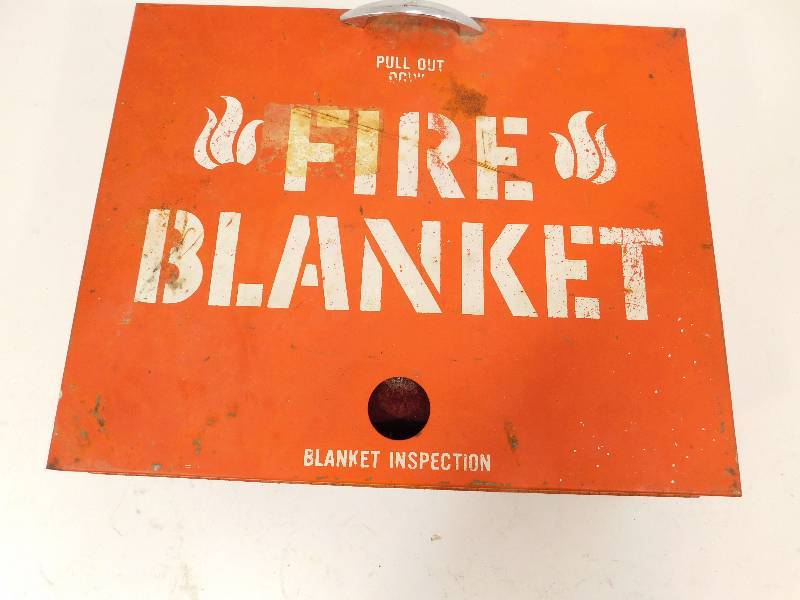 PULL OUT
FIRE
BLANKET
BLANKET INSPECTION